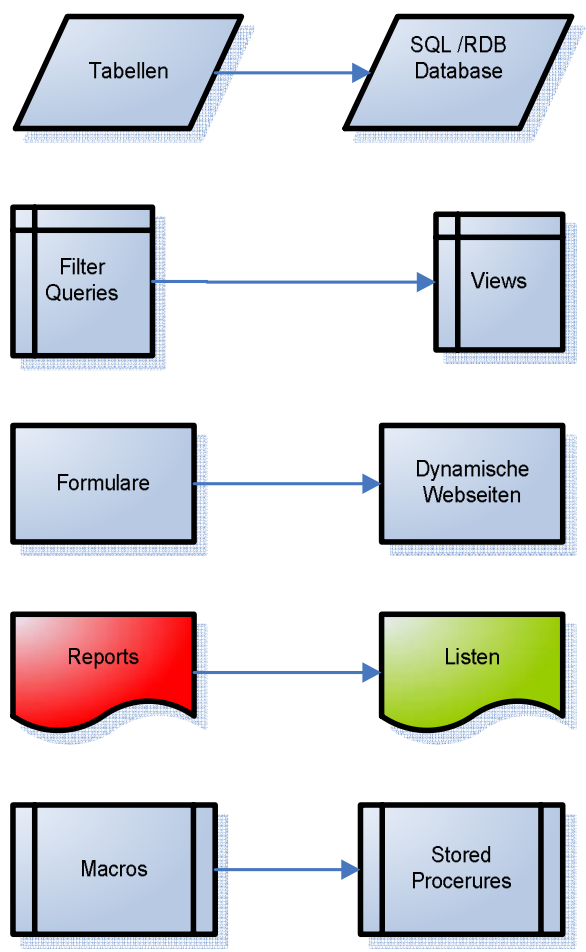 Tabellen
SQL /RDB
Database
Filter
Queries
Views
Formulare
Dynamische
Webseiten
Reports
Listen
Macros
Stored
Procerures